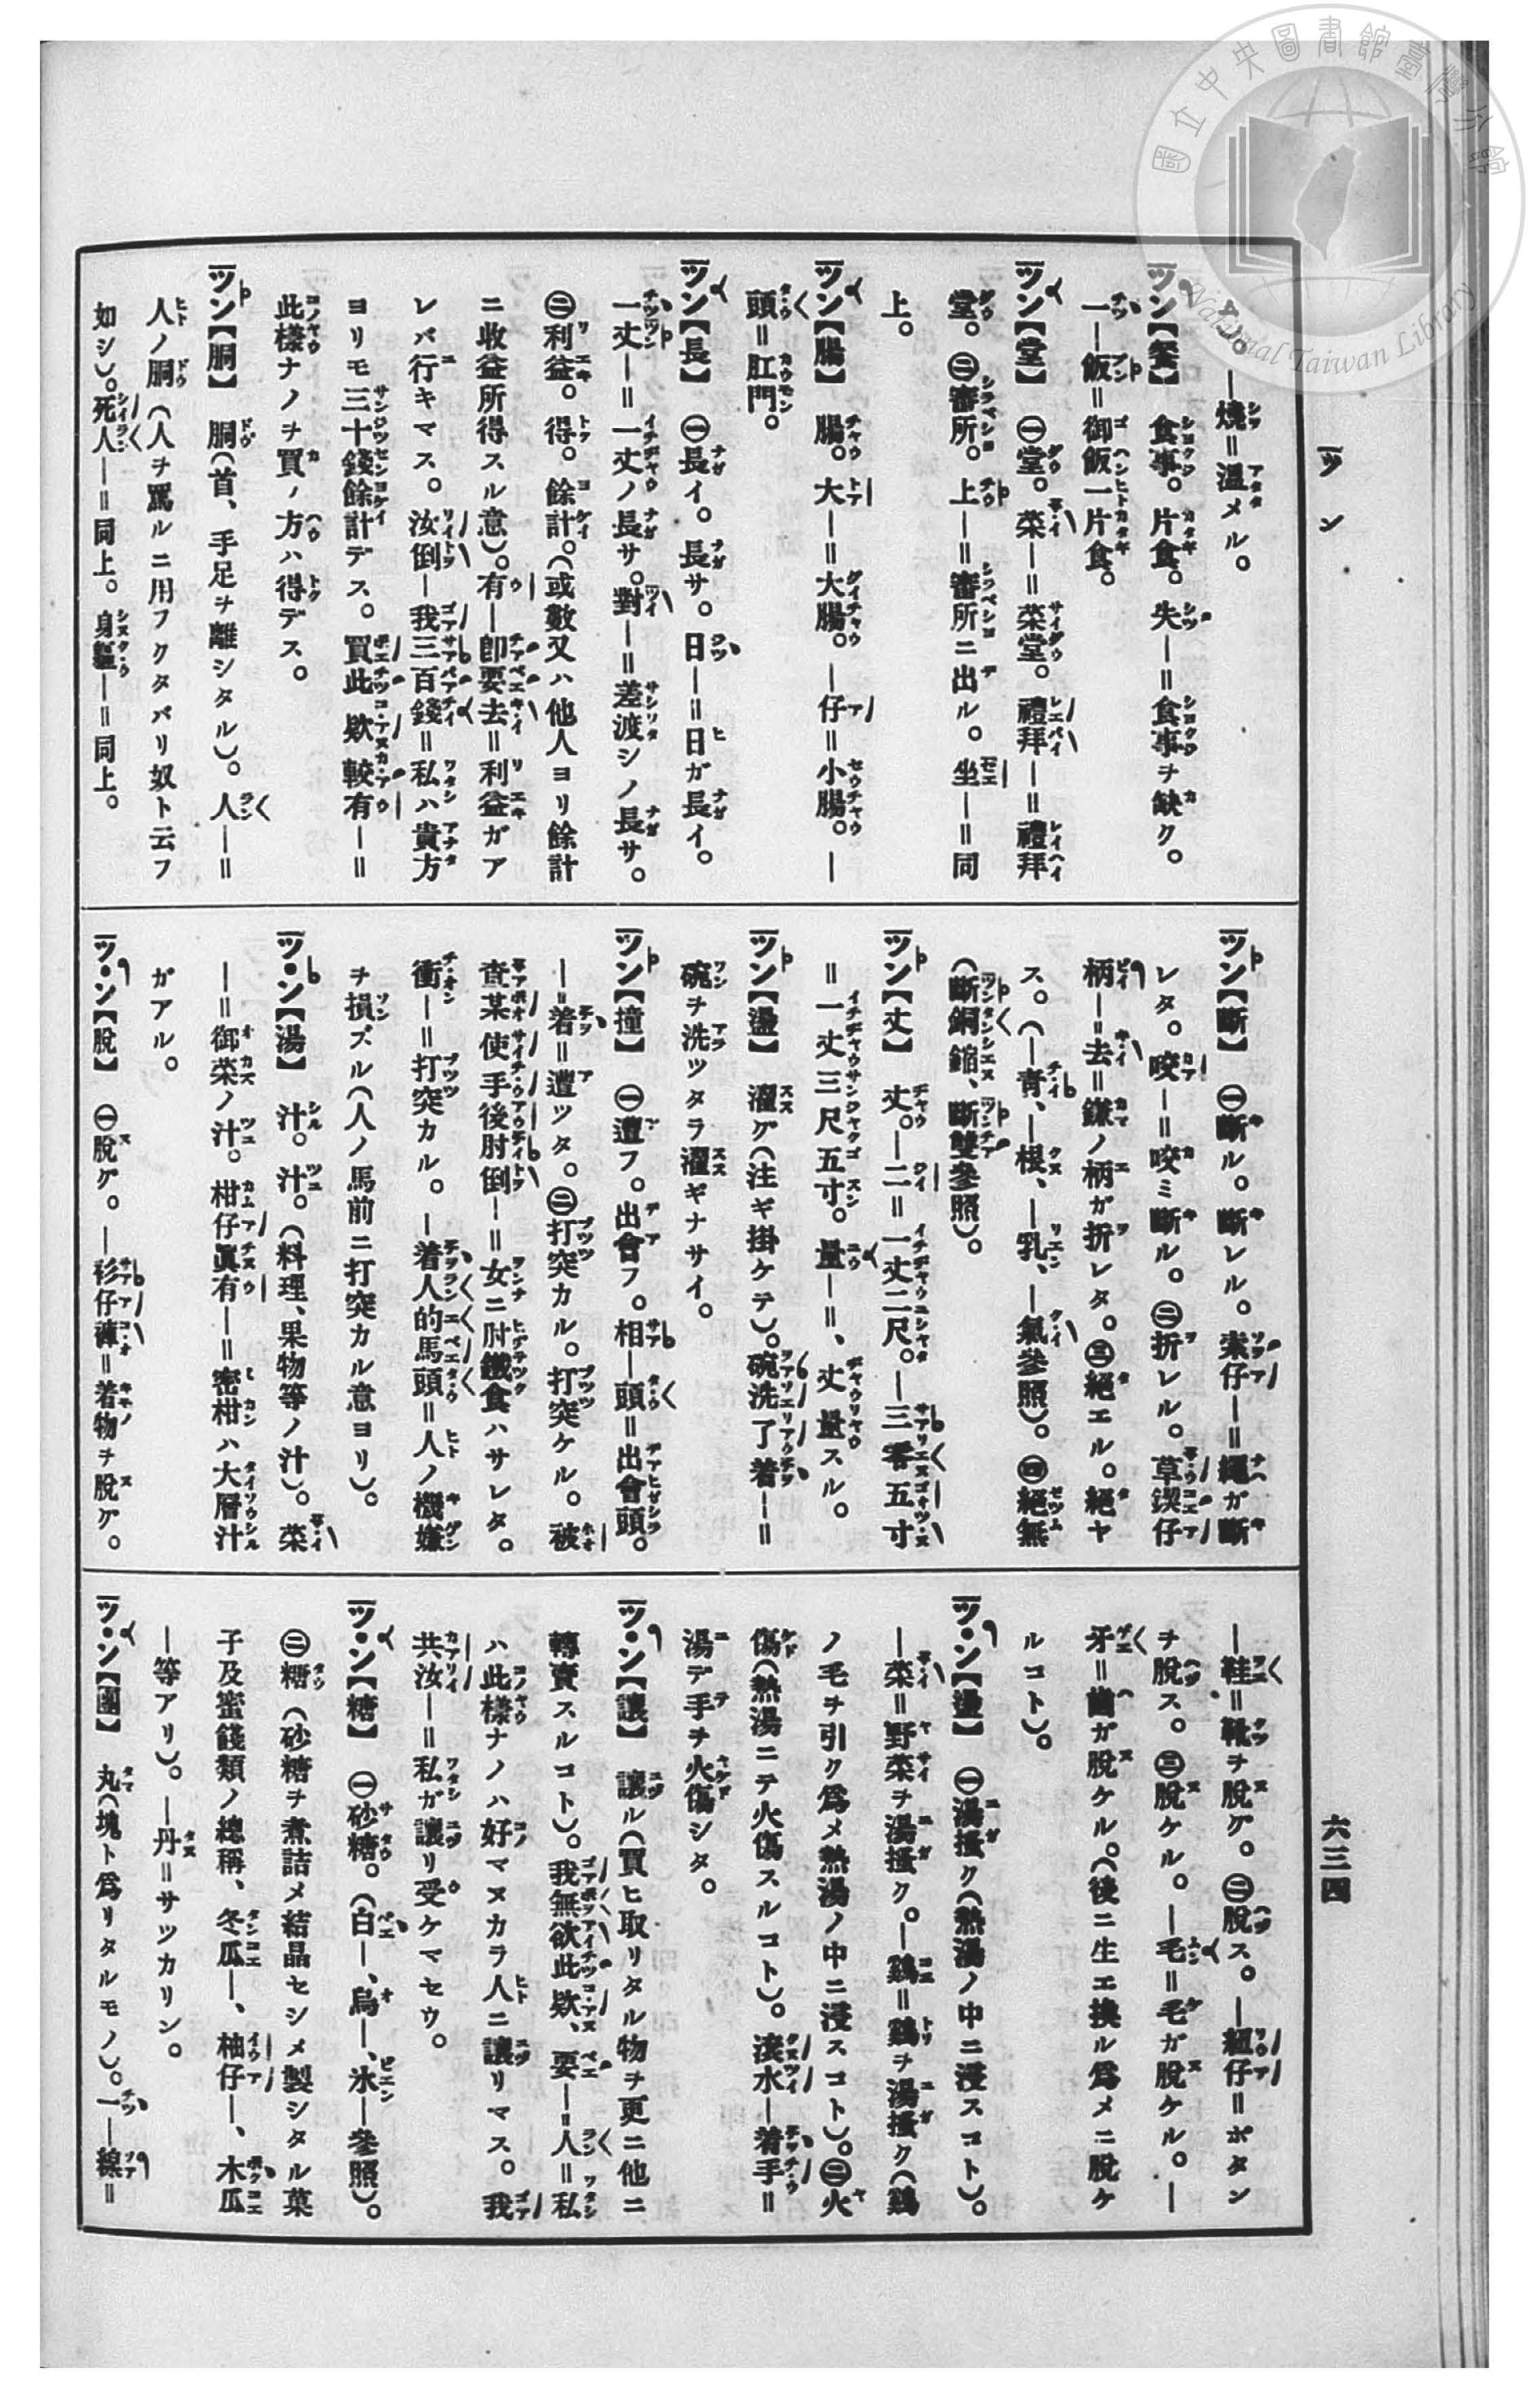 ツン
六三四
―燒=溫メル。
ツン【餐】 食事。片食。失―=食事ヲ缺ク。
一―飯=御飯一片食。
ツン【堂】 ㊀堂。菜―=菜堂。禮拜―=禮拜
堂。㊁審所。上―=審所ニ出ル。坐―=同
上。
ツン【腸】 腸。大―=大腸。―仔=小腸。―
頭=肛門。
ツン【長】 ㊀長イ。長サ。日―=日ガ長イ。
一丈―=一丈ノ長サ。對―=差渡シノ長サ。
㊁利益。得。餘計。(或數又ハ他人ヨリ餘計
ニ收益所得スル意)。有―卽要去=利益ガア
レバ行キマス。汝倒―我三百錢=私ハ貴方
ヨリモ三十錢餘計デス。買此欵較有―=
此樣ナノヲ買ノ方ハ得デス。
ツン【胴】 胴(首、手足ヲ離シタル)。人―=
人ノ胴(人ヲ罵ルニ用フクタバリ奴ト云フ
如シ)。死人―=同上。身軀―=同上。
ツン【斷】 ㊀斷ル。斷レル。索仔―=繩ガ斷
レタ。咬―=咬ミ斷ル。㊁折レル。草鍥仔
柄―去=鎌ノ柄ガ折レタ。㊂絕エル。絕ヤ
ス。(―青、―根、―乳、―氣參照)。㊃絕無
(斷銅錯、斷雙參照)。
ツン【丈】 丈。―二=一丈二尺。―三零五寸
=一丈三尺五寸。量―=、丈量スル。
ツン【盪】 濯グ(注ギ掛ケテ)。碗洗了着―=
碗ヲ洗ツタラ濯ギナサイ。
ツン【撞】 ㊀遭フ。出會フ。相―頭=出會頭。
―着=遭ツタ。㊁打突カル。打突ケル。被
查某使手後肘倒―=女ニ肘鐵食ハサレタ。
衝―=打突カル。―着人的馬頭=人ノ機嫌
ヲ損ズル(人ノ馬前ニ打突カル意ヨリ)。
ツ・ン【湯】 汁。汁。(料理、果物等ノ汁)。菜
―=御菜ノ汁。柑仔眞有―=密柑ハ大層汁
ガアル。
ツ・ン【脫】 ㊀脫グ。―衫仔褲=着物ヲ脫グ。
―鞋=靴ヲ脫グ。㊁脫ス。―紐仔=ボタン
ヲ脫ス。㊂脫ケル。―毛=毛ガ脫ケル。―
牙=齒ガ脫ケル。(後ニ生エ換ル爲メニ脫ケ
ルコト)。
ツ・ン【燙】 ㊀湯搔ク(熱湯ノ中ニ浸スコト)。
―菜=野菜ヲ湯搔ク。―鷄=鷄ヲ湯搔ク(鷄
ノ毛ヲ引ク爲メ熱湯ノ中ニ浸スコト)。㊁火
傷(熱湯ニテ火傷スルコト)。滾水―着手=
湯デ手ヲ火傷シタ。
ツ・ン【讓】 讓ル(買ヒ取リタル物ヲ更ニ他ニ
轉賣スルコト)。我無欲此欵、要―人=私
ハ此樣ナノハ好マヌカラ人ニ讓リマス。我
共汝―=私ガ讓リ受ケマセウ。
ツ・ン【糖】 ㊀砂糖。(白―、烏―、氷―參照)。
㊁糖(砂糖ヲ煮詰メ結晶セシメ製シタル菓
子及蜜餞類ノ總稱、冬瓜―、柚仔―、木瓜
―等アリ)。―丹=サツカリン。
ツ・ン【團】 丸(塊ト爲リタルモノ)。一―線=
國立中央圖書館臺灣分館
National Taiwan Library